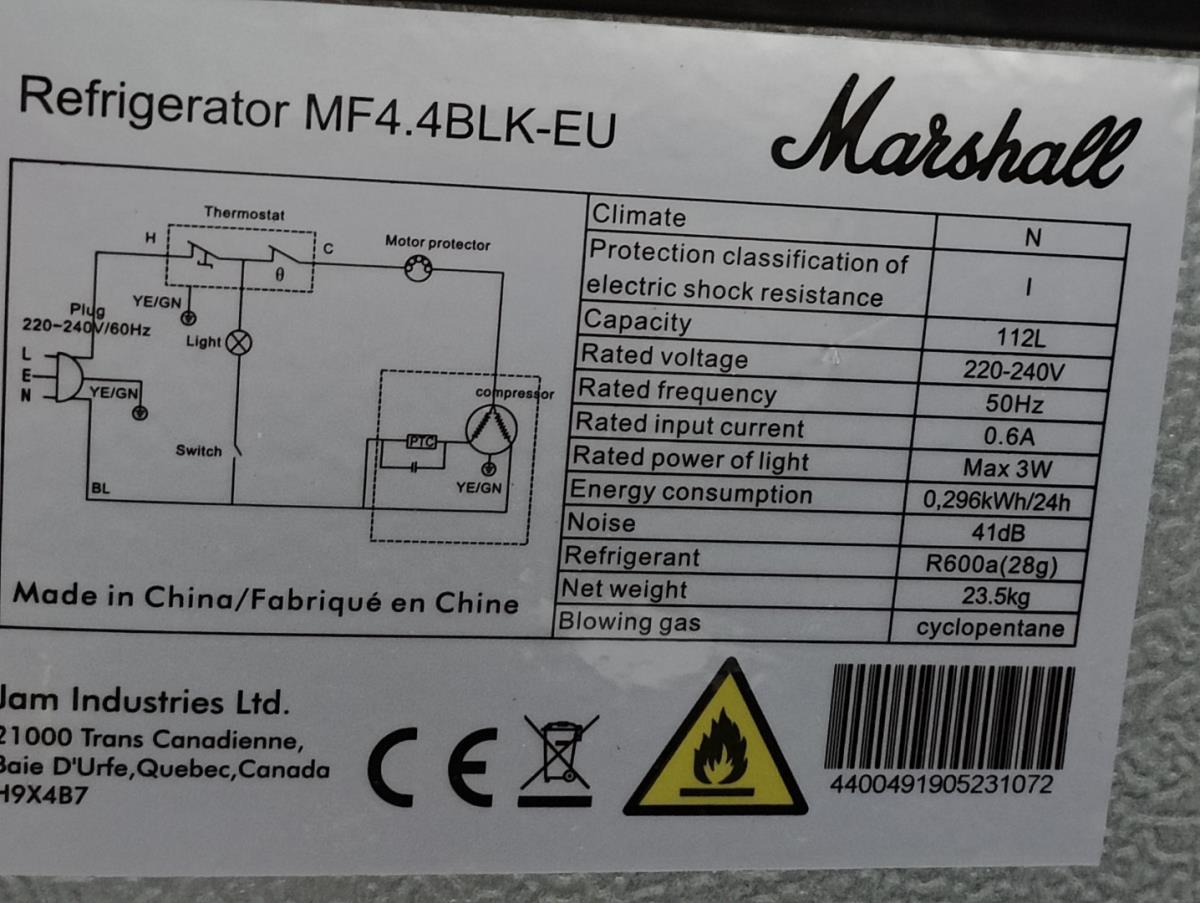 Refrigerator MF4.4BLK-EU
Marshall
Thermostat
H
C
Motor protector
θ
YE/GN
Plug
220~240V/60Hz
Light
L
E
N
YE/GN
compressor
PTC
Switch
YE/GN
BL
Made in China/Fabriqué en Chine
Climate N
Protection classification of
electric shock resistance I
Capacity 112L
Rated voltage 220-240V
Rated frequency 50Hz
Rated input current 0.6A
Rated power of light Max 3W
Energy consumption 0,296kWh/24h
Noise 41dB
Refrigerant R600a(28g)
Net weight 23.5kg
Blowing gas cyclopentane
Jam Industries Ltd.
21000 Trans Canadienne,
Baie D'Urfe,Quebec,Canada
H9X4B7
CE
4400491905231072